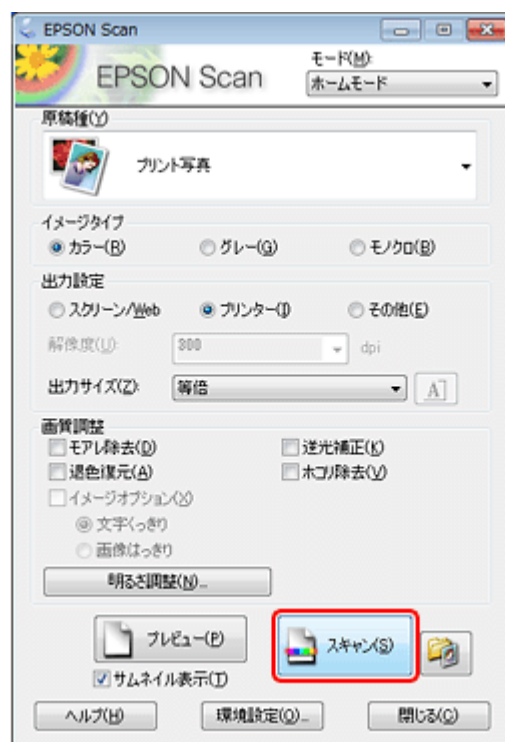 EPSON Scan
EPSON Scan
モード(M):
ホームモード
原稿種(Y)
プリント写真
イメージタイプ
カラー(R) グレー(G) モノクロ(B)
出力設定
スクリーン/Web プリンター(I) その他(E)
解像度(U): 300 dpi
出力サイズ(Z): 等倍 A
画質調整
モアレ除去(D) 逆光補正(K)
退色復元(A) ホコリ除去(V)
イメージオプション(X)
文字くっきり
画像はっきり
明るさ調整(N)...
プレビュー(P) スキャン(S)
サムネイル表示(T)
ヘルプ(H) 環境設定(O)... 閉じる(C)